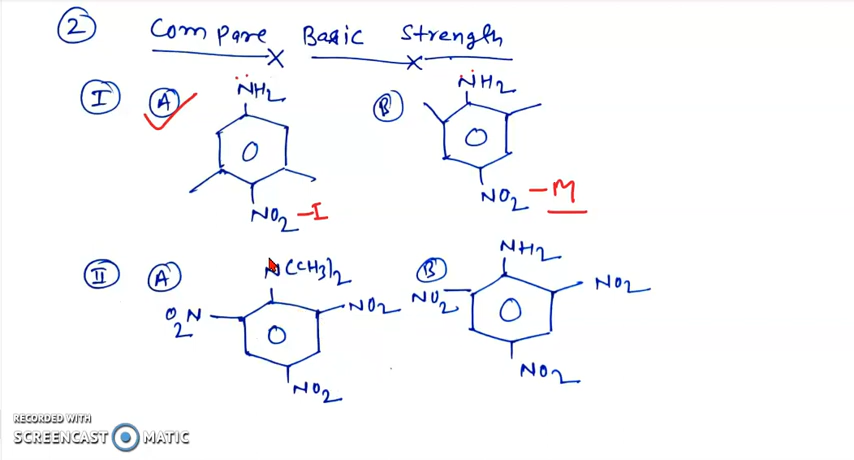 2 Compare Basic Strength
I A NH2 B NH2
NO2 -I NO2 -M
II A N(CH3)2 B NH2
O2N NO2 NO2 NO2
NO2 NO2
RECORDED WITH
SCREENCAST MATIC